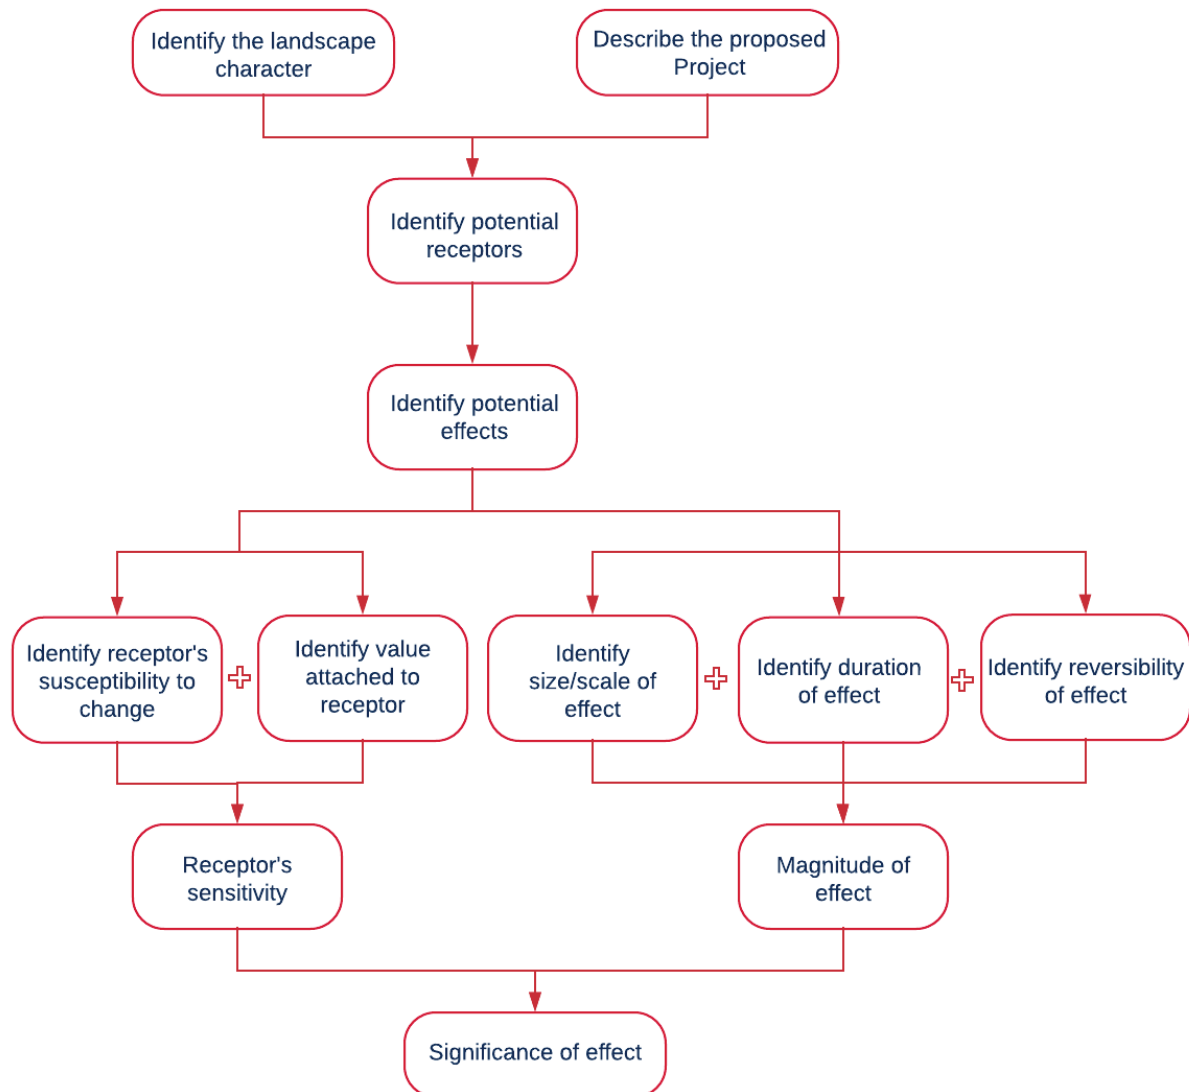 Identify the landscape
character
Describe the proposed
Project
Identify potential
receptors
Identify potential
effects
Identify receptor's
susceptibility to
change
Identify value
attached to
receptor
Identify
size/scale of
effect
Identify duration
of effect
Identify reversibility
of effect
Receptor's
sensitivity
Magnitude of
effect
Significance of effect